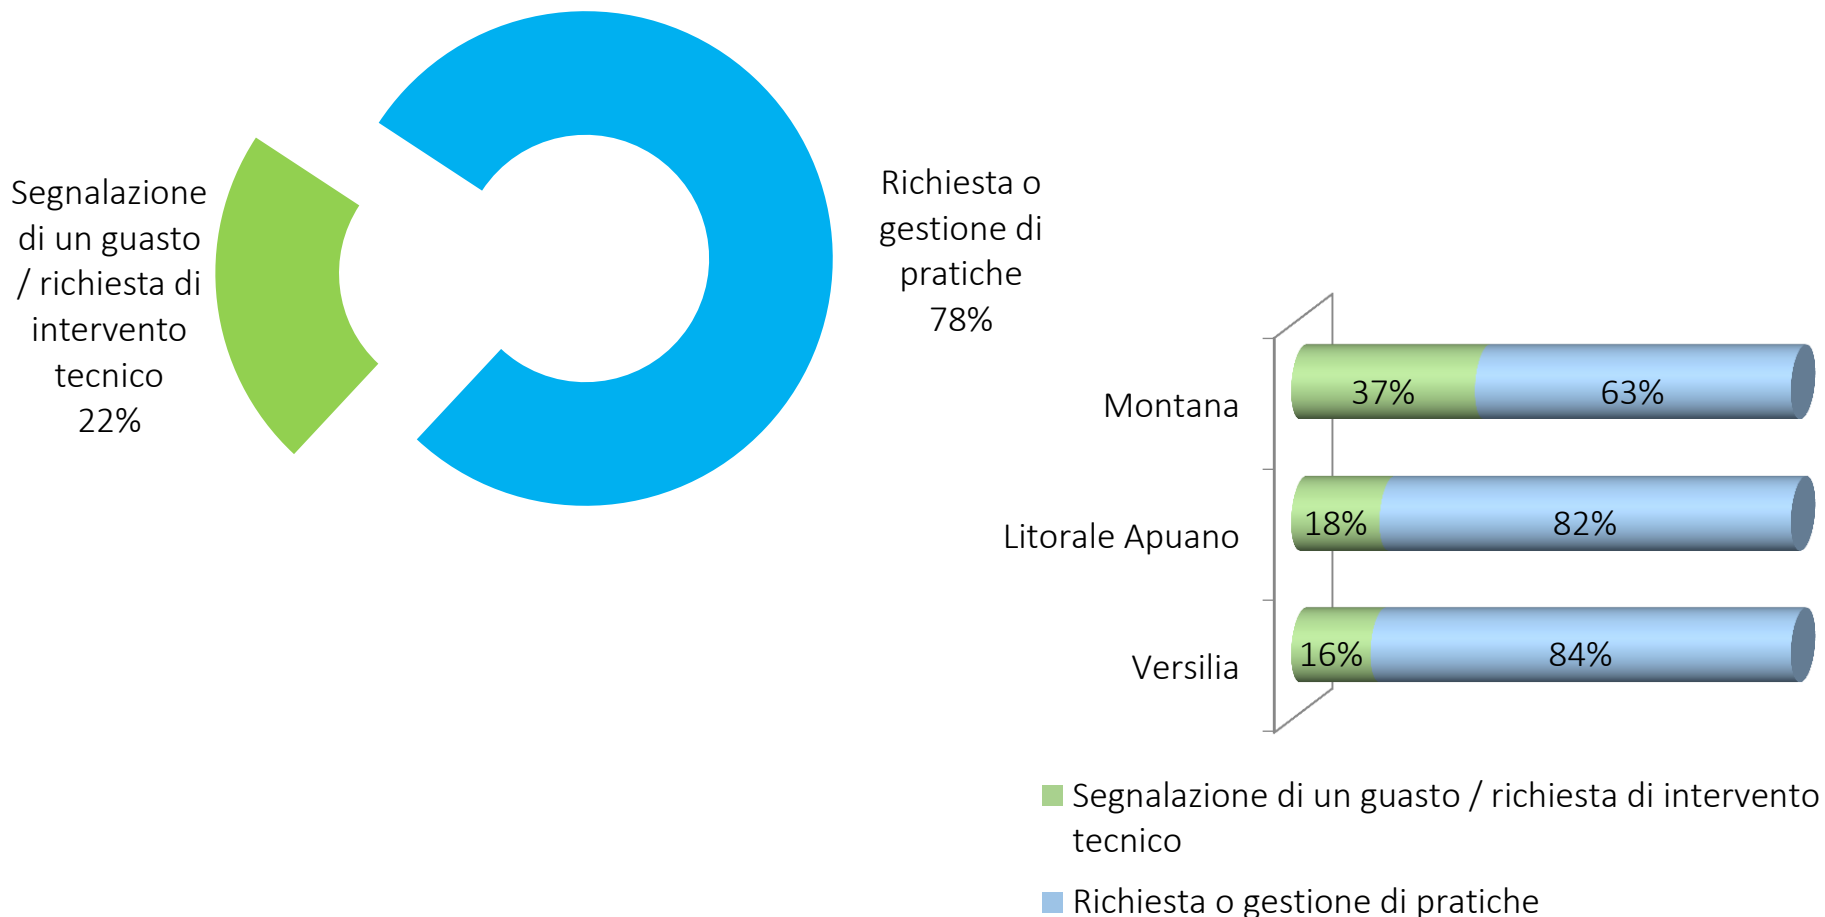 Segnalazione
di un guasto
/ richiesta di
intervento
tecnico
22%
Richiesta o
gestione di
pratiche
78%
Montana
37%
63%
Litorale Apuano
18%
82%
Versilia
16%
84%
Segnalazione di un guasto / richiesta di intervento
tecnico
Richiesta o gestione di pratiche